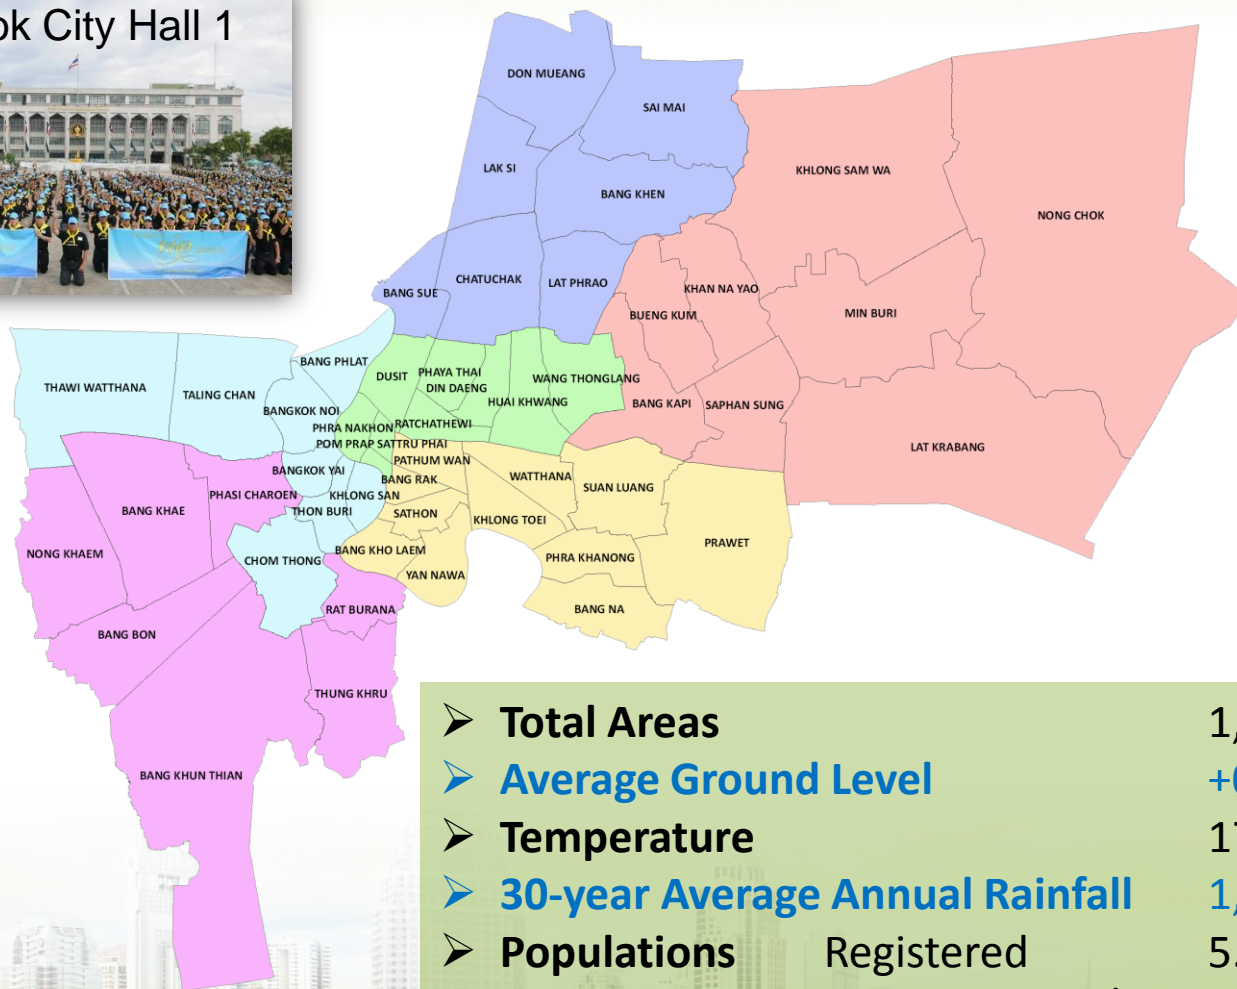 ok City Hall 1
DON MUEANG
SAI MAI
LAK SI
BANG KHEN
KHLONG SAM WA
NONG CHOK
CHATUCHAK
LAT PHRAO
BANG SUE
KHAN NA YAO
BUENG KUM
MIN BURI
BANG PHLAT
THAWI WATTHANA
TALING CHAN
DUSIT
PHAYA THAI
DIN DAENG
WANG THONGLANG
HUAI KHWANG
BANG KAPI
SAPHAN SUNG
BANGKOK NOI
PHRA NAKHON
RATCHATHEWI
POM PRAP SATTRU PHAI
LAT KRABANG
PATHUM WAN
BANGKOK YAI
BANG RAK
WATTHANA
SUAN LUANG
PHASI CHAROEN
KHLONG SAN
BANG KHAE
THON BURI
SATHON
KHLONG TOEI
PRAWET
NONG KHAEM
CHOM THONG
BANG KHO LAEM
PHRA KHANONG
YAN NAWA
RAT BURANA
BANG NA
BANG BON
THUNG KHRU
BANG KHUN THIAN
➢ Total Areas 1,
➢ Average Ground Level +
➢ Temperature 17
➢ 30-year Average Annual Rainfall 1,
➢ Populations Registered 5.